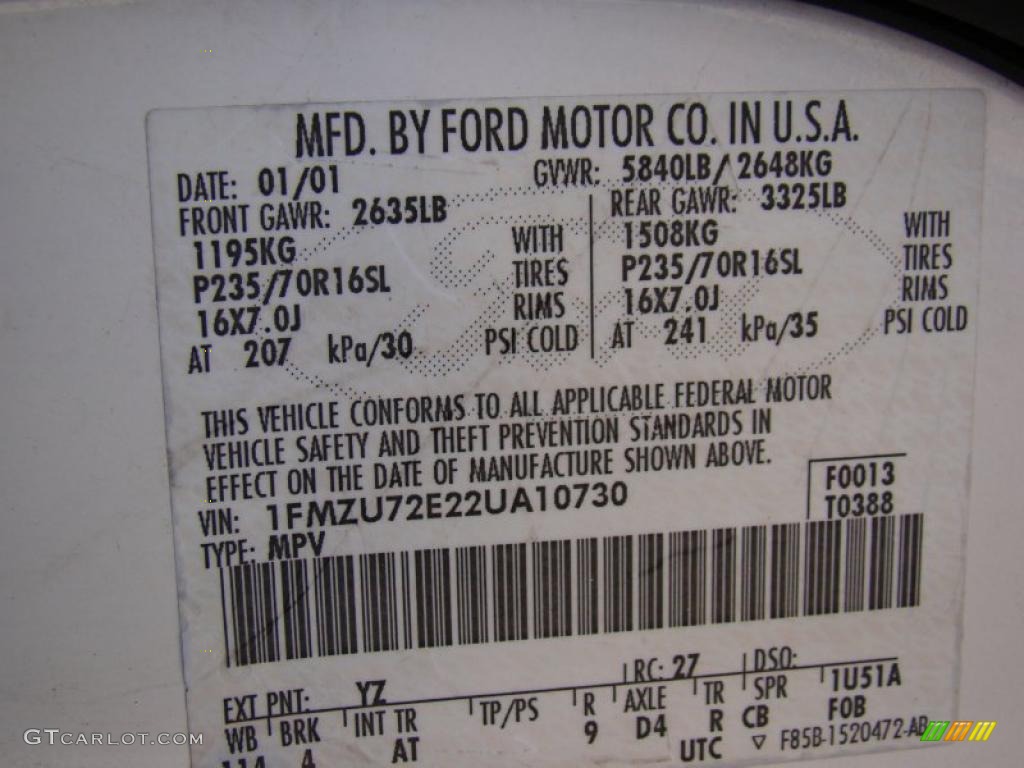 MFD. BY FORD MOTOR CO. IN U.S.A.
DATE: 01/01 GVWR: 5840LB/2648KG
FRONT GAWR: 2635LB REAR GAWR: 3325LB
1195KG WITH 1508KG WITH
P235/70R16SL TIRES P235/70R16SL TIRES
16X7.0J RIMS 16X7.0J RIMS
AT 207 kPa/30 PSI COLD AT 241 kPa/35 PSI COLD
THIS VEHICLE CONFORMS TO ALL APPLICABLE FEDERAL MOTOR
VEHICLE SAFETY AND THEFT PREVENTION STANDARDS IN
EFFECT ON THE DATE OF MANUFACTURE SHOWN ABOVE.
VIN: 1FMZU72E22UA10730 F0013
TYPE: MPV T0388
EXT PNT: YZ RC: 27 DSO:
WB BRK INT TR TP/PS R AXLE TR SPR 1U51A
114 4 AT 9 D4 R CB FOB
UTC ▽ F85B-1520472-AB
GTCARLOT.COM